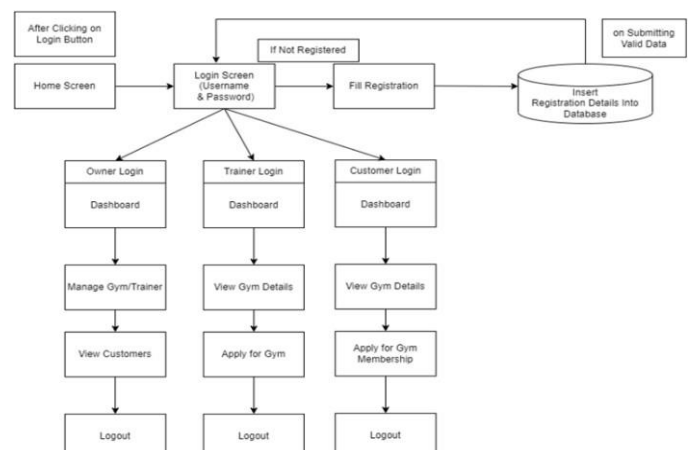 After Clicking on
Login Button
If Not Registered
on Submitting
Valid Data
Home Screen
Login Screen
(Username
& Password)
Fill Registration
Insert
Registration Details Into
Database
Owner Login
Dashboard
Manage Gym/Trainer
View Customers
Logout
Trainer Login
Dashboard
View Gym Details
Apply for Gym
Logout
Customer Login
Dashboard
View Gym Details
Apply for Gym
Membership
Logout